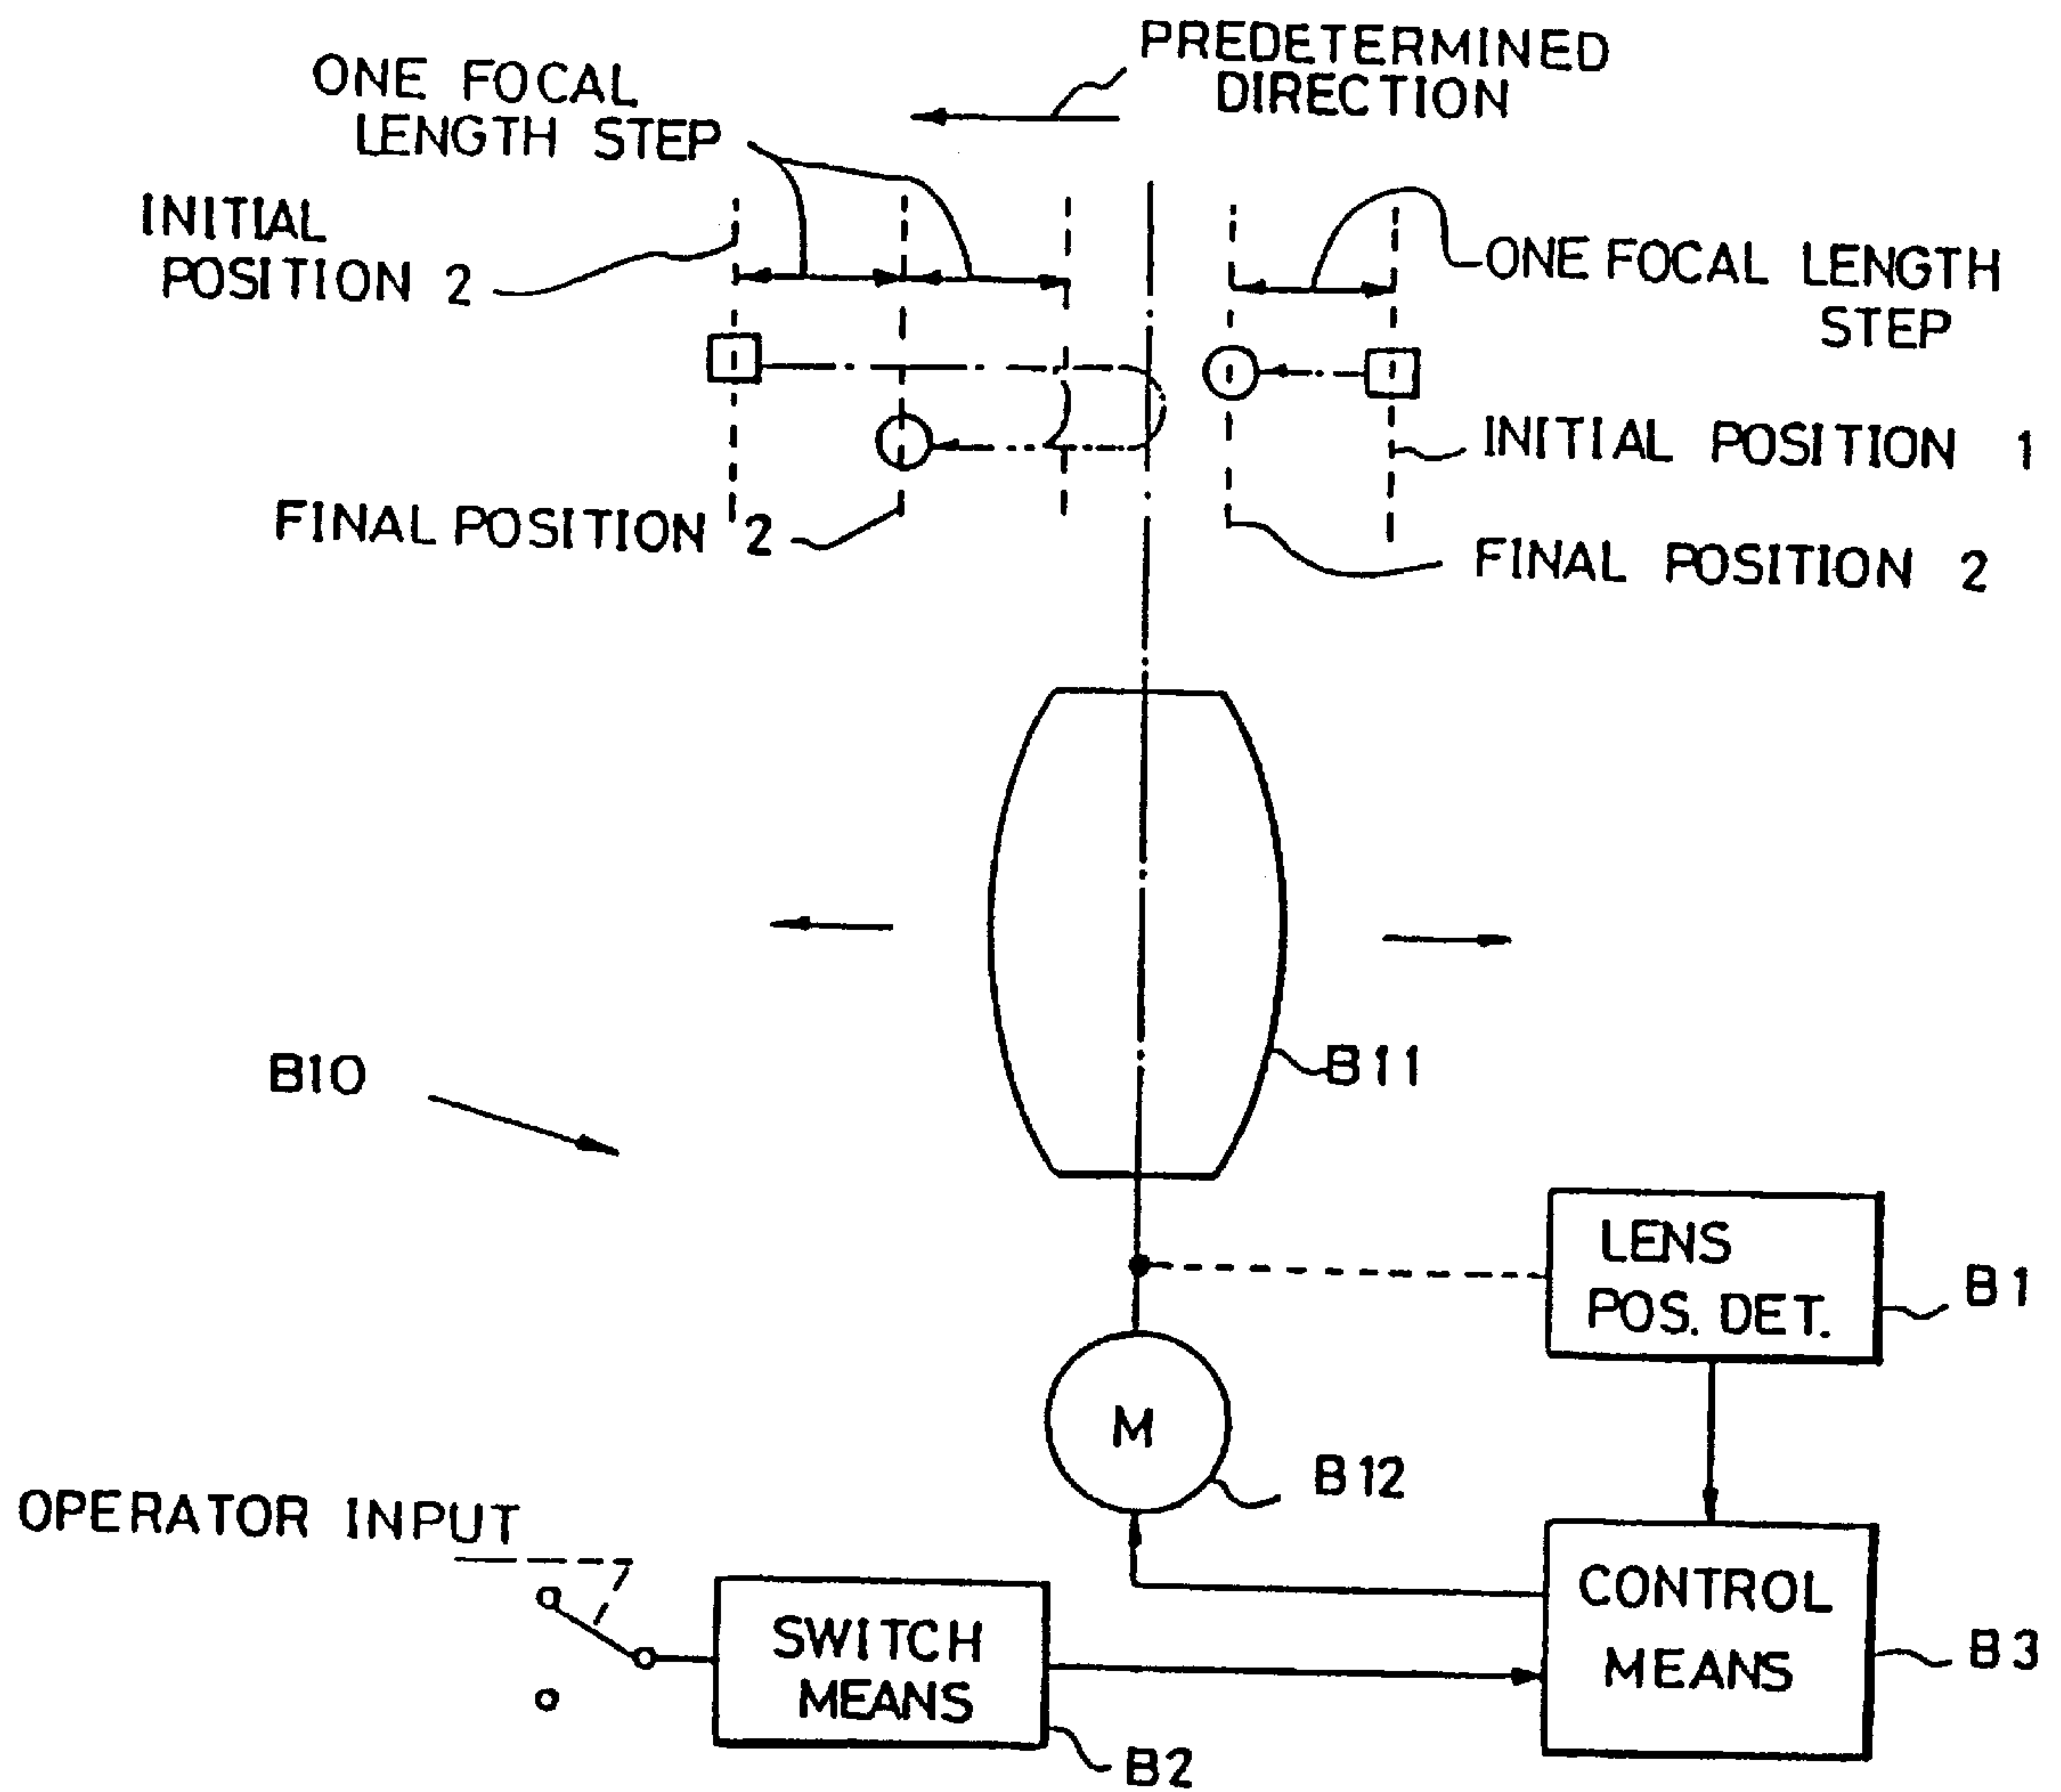 PREDETERMINED
DIRECTION
ONE FOCAL
LENGTH STEP
INITIAL
POSITION 2
ONE FOCAL LENGTH
STEP
INITIAL POSITION 1
FINAL POSITION 2
FINAL POSITION 2
B10
B11
LENS
POS. DET.
B1
M
B12
OPERATOR INPUT
SWITCH
MEANS
B2
CONTROL
MEANS
B3